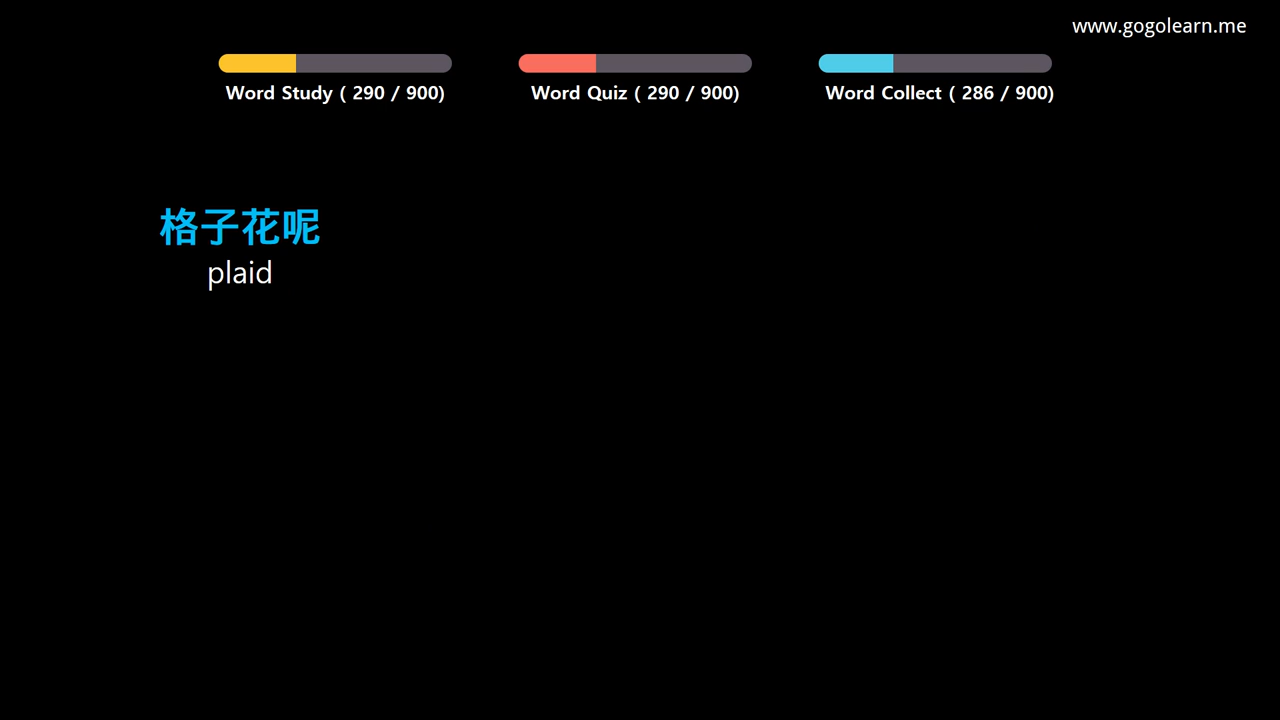 www.gogolearn.me
Word Study ( 290 / 900)
Word Quiz ( 290 / 900)
Word Collect ( 286 / 900)
格子花呢
plaid